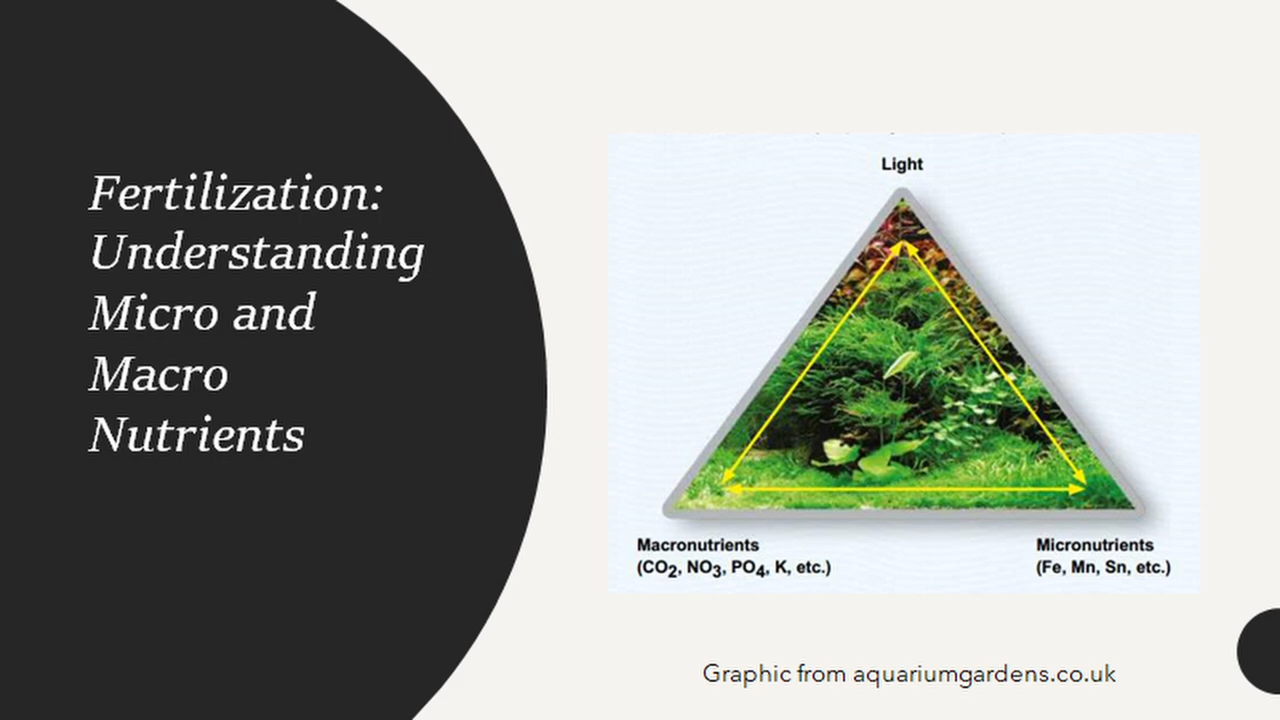 Fertilization:
Understanding
Micro and
Macro
Nutrients
Light
Macronutrients
(CO2, NO3, PO4, K, etc.)
Micronutrients
(Fe, Mn, Sn, etc.)
Graphic from aquariumgardens.co.uk